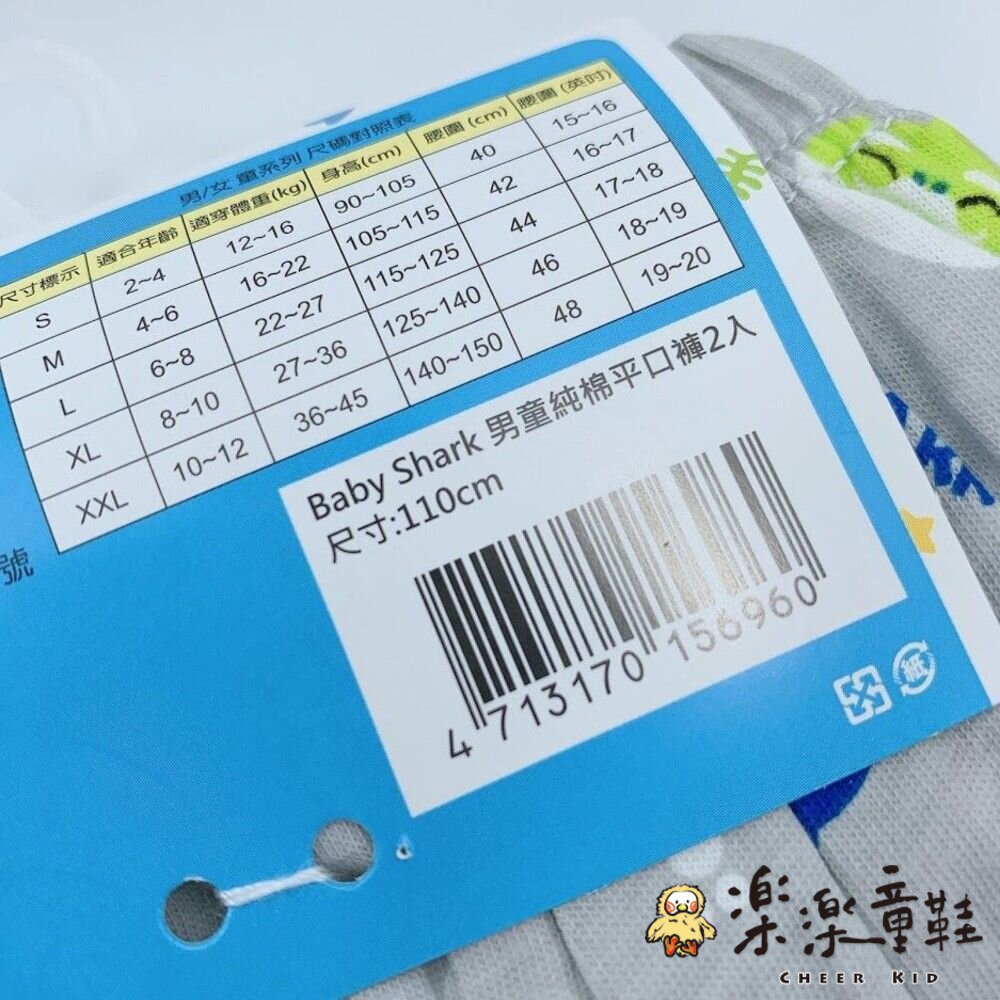 男/女 童系列 尺碼對照表
尺寸標示 適合年齡 適穿體重(kg) 身高(cm) 腰圍 (cm) 腰圍 (英吋)
S 2~4 12~16 90~105 40 15~16
M 4~6 16~22 105~115 42 16~17
L 6~8 22~27 115~125 44 17~18
XL 8~10 27~36 125~140 46 18~19
XXL 10~12 36~45 140~150 48 19~20
號
Baby Shark 男童純棉平口褲2入
尺寸:110cm
4 713170 156960
紙
楽楽童鞋
CHEER KID